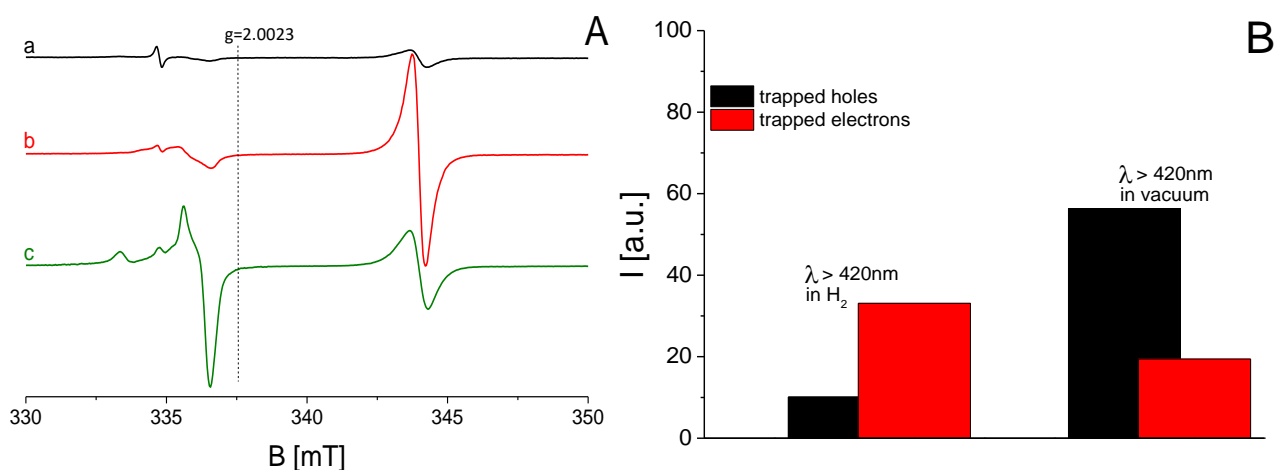 A
g=2.0023
a
b
c
330 335 340 345 350
B [mT]
B
100
80
60
40
20
0
I [a.u.]
trapped holes
trapped electrons
λ > 420nm
in vacuum
λ > 420nm
in H₂